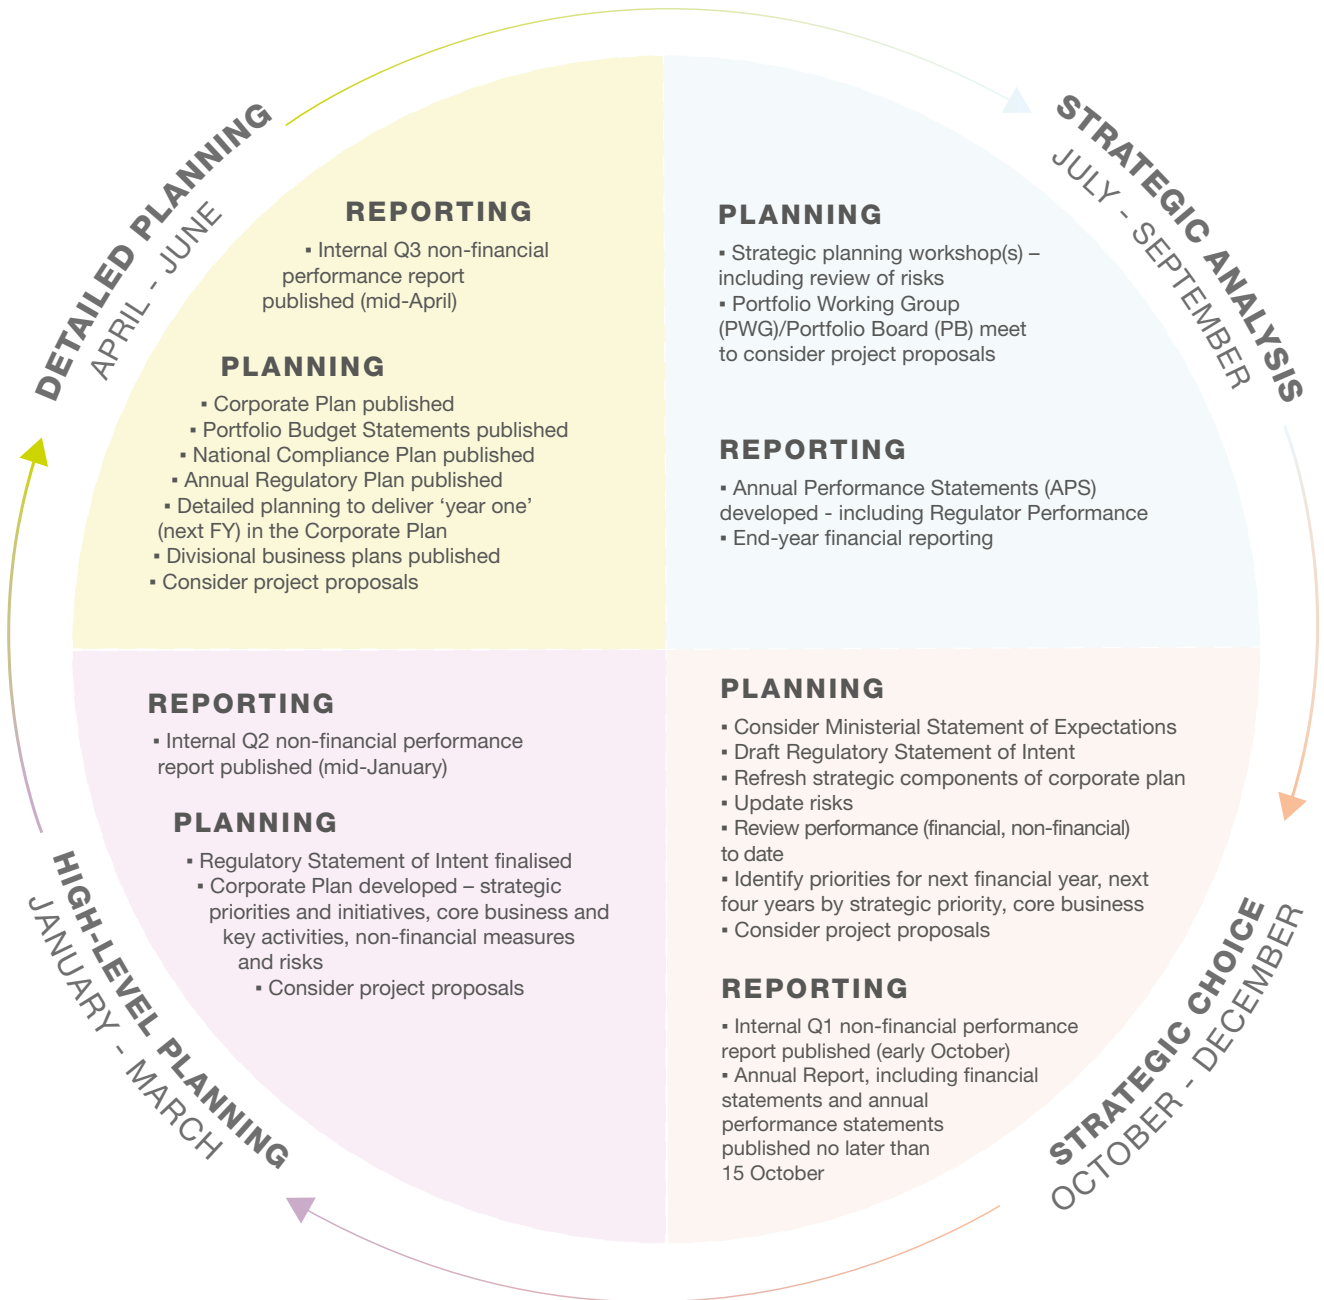 DETAILED PLANNING
APRIL - JUNE
REPORTING
▪ Internal Q3 non-financial
performance report
published (mid-April)
PLANNING
▪ Corporate Plan published
▪ Portfolio Budget Statements published
▪ National Compliance Plan published
▪ Annual Regulatory Plan published
▪ Detailed planning to deliver ‘year one’
(next FY) in the Corporate Plan
▪ Divisional business plans published
▪ Consider project proposals
STRATEGIC ANALYSIS
JULY - SEPTEMBER
PLANNING
▪ Strategic planning workshop(s) –
including review of risks
▪ Portfolio Working Group
(PWG)/Portfolio Board (PB) meet
to consider project proposals
REPORTING
▪ Annual Performance Statements (APS)
developed - including Regulator Performance
▪ End-year financial reporting
HIGH-LEVEL PLANNING
JANUARY - MARCH
REPORTING
▪ Internal Q2 non-financial performance
report published (mid-January)
PLANNING
▪ Regulatory Statement of Intent finalised
▪ Corporate Plan developed – strategic
priorities and initiatives, core business and
key activities, non-financial measures
and risks
▪ Consider project proposals
STRATEGIC CHOICE
OCTOBER - DECEMBER
PLANNING
▪ Consider Ministerial Statement of Expectations
▪ Draft Regulatory Statement of Intent
▪ Refresh strategic components of corporate plan
▪ Update risks
▪ Review performance (financial, non-financial)
to date
▪ Identify priorities for next financial year, next
four years by strategic priority, core business
▪ Consider project proposals
REPORTING
▪ Internal Q1 non-financial performance
report published (early October)
▪ Annual Report, including financial
statements and annual
performance statements
published no later than
15 October